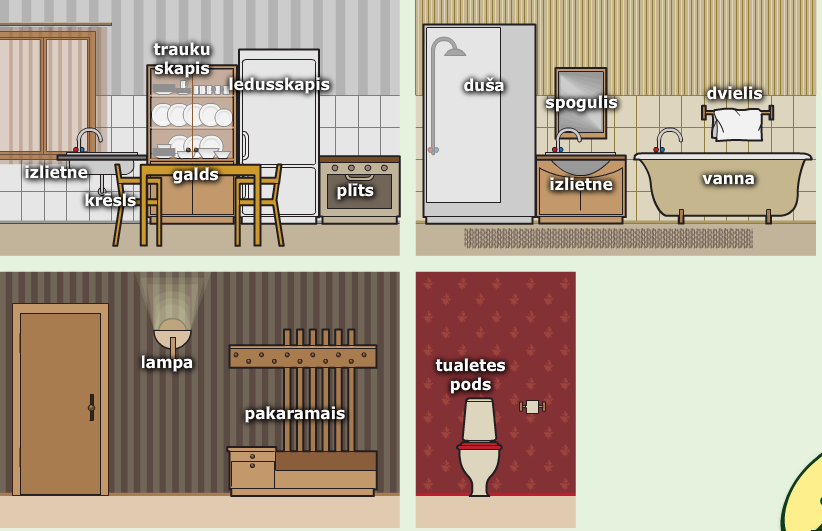 trauku
skapis
ledusskapis
izlietne
galds
krēsls
plīts
duša
spogulis
dvielis
izlietne
vanna
lampa
pakaramais
tualetes
pods